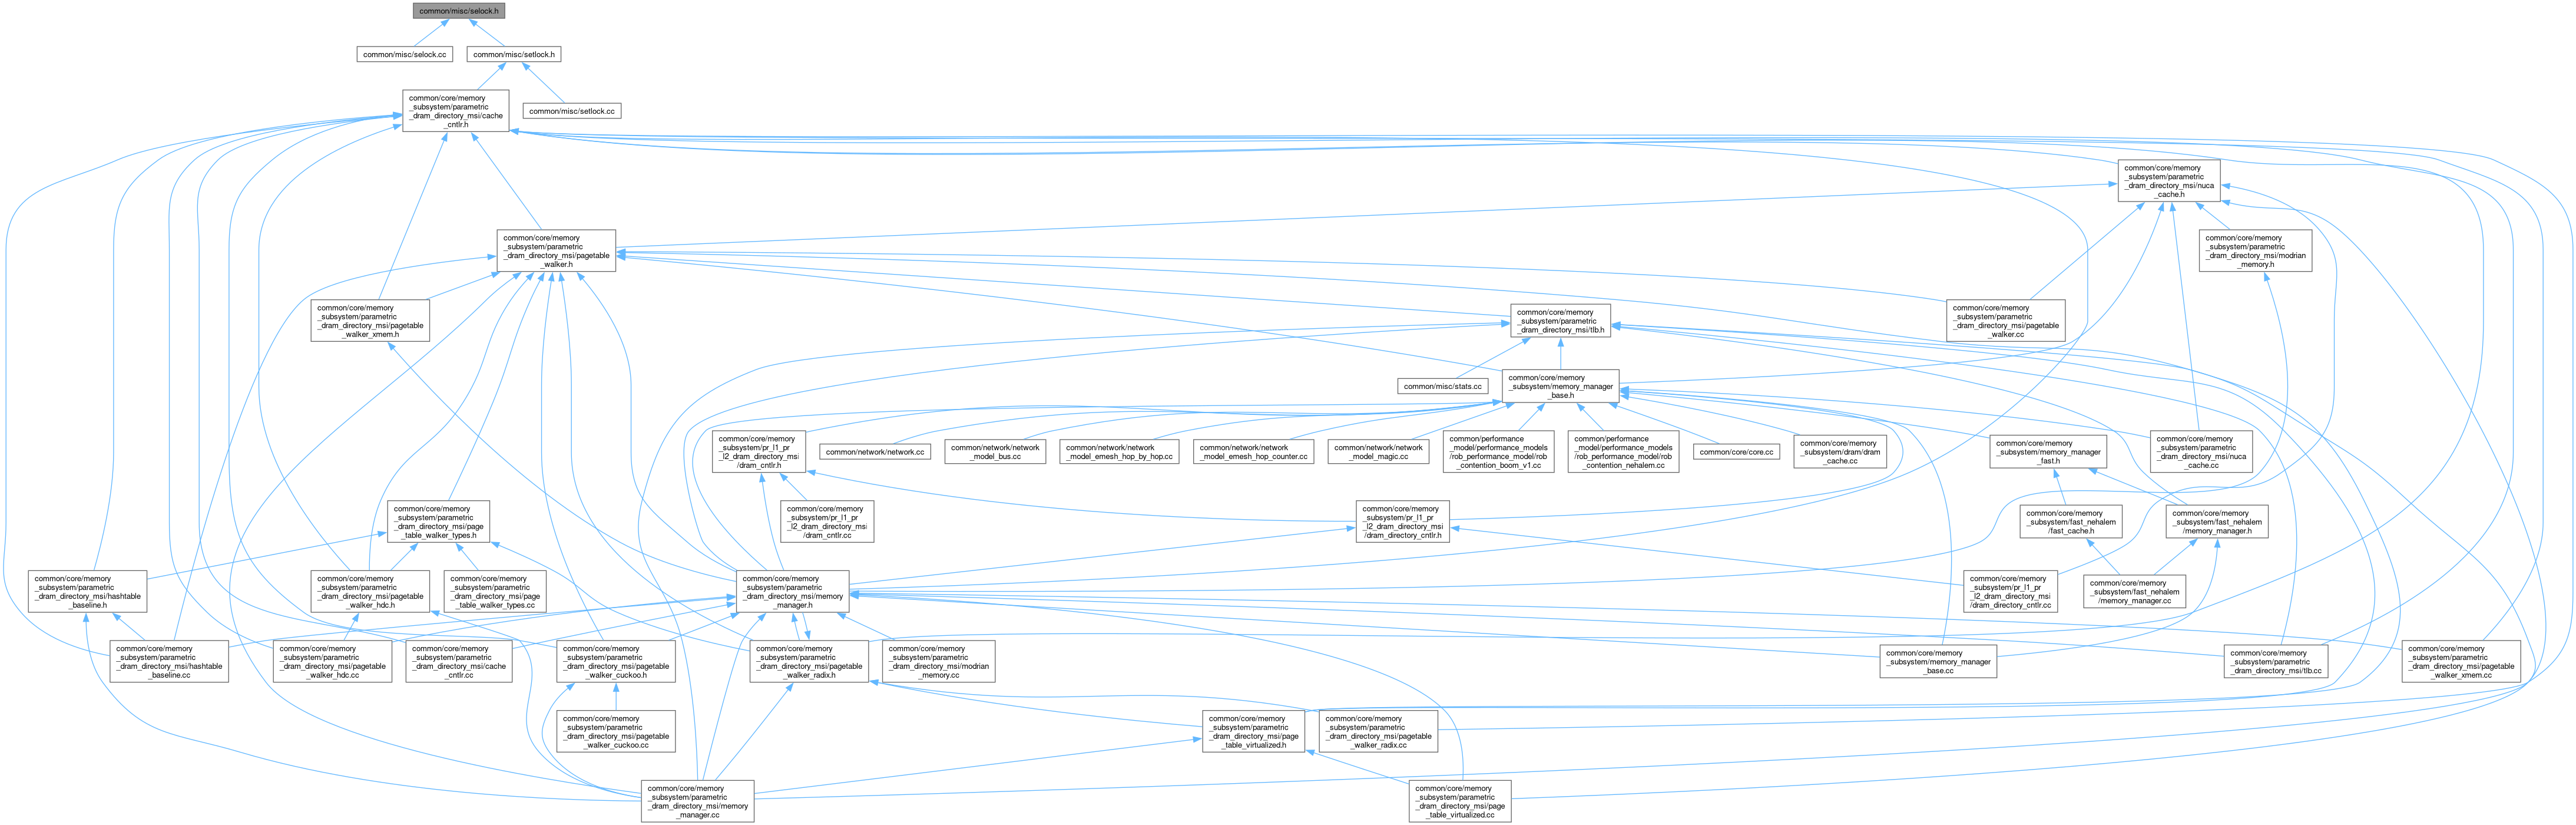 common/misc/selock.h
common/misc/selock.cc
common/misc/setlock.h
common/core/memory
_subsystem/parametric
_dram_directory_msi/cache
_cntlr.h
common/misc/setlock.cc
common/core/memory
_subsystem/parametric
_dram_directory_msi/nuca
_cache.h
common/core/memory
_subsystem/parametric
_dram_directory_msi/pagetable
_walker.h
common/core/memory
_subsystem/parametric
_dram_directory_msi/modrian
_memory.h
common/core/memory
_subsystem/parametric
_dram_directory_msi/pagetable
_walker_xmem.h
common/core/memory
_subsystem/parametric
_dram_directory_msi/tlb.h
common/core/memory
_subsystem/parametric
_dram_directory_msi/pagetable
_walker.cc
common/misc/stats.cc
common/core/memory
_subsystem/memory_manager
_base.h
common/core/memory
_subsystem/pr_l1_pr
_l2_dram_directory_msi
/dram_cntlr.h
common/network/network.cc
common/network/network
_model_bus.cc
common/network/network
_model_emesh_hop_by_hop.cc
common/network/network
_model_emesh_hop_counter.cc
common/network/network
_model_magic.cc
common/performance
_model/performance_models
/rob_performance_model/rob
_contention_boom_v1.cc
common/performance
_model/performance_models
/rob_performance_model/rob
_contention_nehalem.cc
common/core/core.cc
common/core/memory
_subsystem/dram/dram
_cache.cc
common/core/memory
_subsystem/memory_manager
_fast.h
common/core/memory
_subsystem/parametric
_dram_directory_msi/nuca
_cache.cc
common/core/memory
_subsystem/parametric
_dram_directory_msi/page
_table_walker_types.h
common/core/memory
_subsystem/pr_l1_pr
_l2_dram_directory_msi
/dram_cntlr.cc
common/core/memory
_subsystem/pr_l1_pr
_l2_dram_directory_msi
/dram_directory_cntlr.h
common/core/memory
_subsystem/fast_nehalem
/fast_cache.h
common/core/memory
_subsystem/fast_nehalem
/memory_manager.h
common/core/memory
_subsystem/parametric
_dram_directory_msi/hashtable
_baseline.h
common/core/memory
_subsystem/parametric
_dram_directory_msi/pagetable
_walker_hdc.h
common/core/memory
_subsystem/parametric
_dram_directory_msi/page
_table_walker_types.cc
common/core/memory
_subsystem/parametric
_dram_directory_msi/memory
_manager.h
common/core/memory
_subsystem/pr_l1_pr
_l2_dram_directory_msi
/dram_directory_cntlr.cc
common/core/memory
_subsystem/fast_nehalem
/memory_manager.cc
common/core/memory
_subsystem/parametric
_dram_directory_msi/hashtable
_baseline.cc
common/core/memory
_subsystem/parametric
_dram_directory_msi/pagetable
_walker_hdc.cc
common/core/memory
_subsystem/parametric
_dram_directory_msi/cache
_cntlr.cc
common/core/memory
_subsystem/parametric
_dram_directory_msi/pagetable
_walker_cuckoo.h
common/core/memory
_subsystem/parametric
_dram_directory_msi/pagetable
_walker_radix.h
common/core/memory
_subsystem/parametric
_dram_directory_msi/modrian
_memory.cc
common/core/memory
_subsystem/memory_manager
_base.cc
common/core/memory
_subsystem/parametric
_dram_directory_msi/tlb.cc
common/core/memory
_subsystem/parametric
_dram_directory_msi/pagetable
_walker_xmem.cc
common/core/memory
_subsystem/parametric
_dram_directory_msi/pagetable
_walker_cuckoo.cc
common/core/memory
_subsystem/parametric
_dram_directory_msi/page
_table_virtualized.h
common/core/memory
_subsystem/parametric
_dram_directory_msi/pagetable
_walker_radix.cc
common/core/memory
_subsystem/parametric
_dram_directory_msi/memory
_manager.cc
common/core/memory
_subsystem/parametric
_dram_directory_msi/page
_table_virtualized.cc